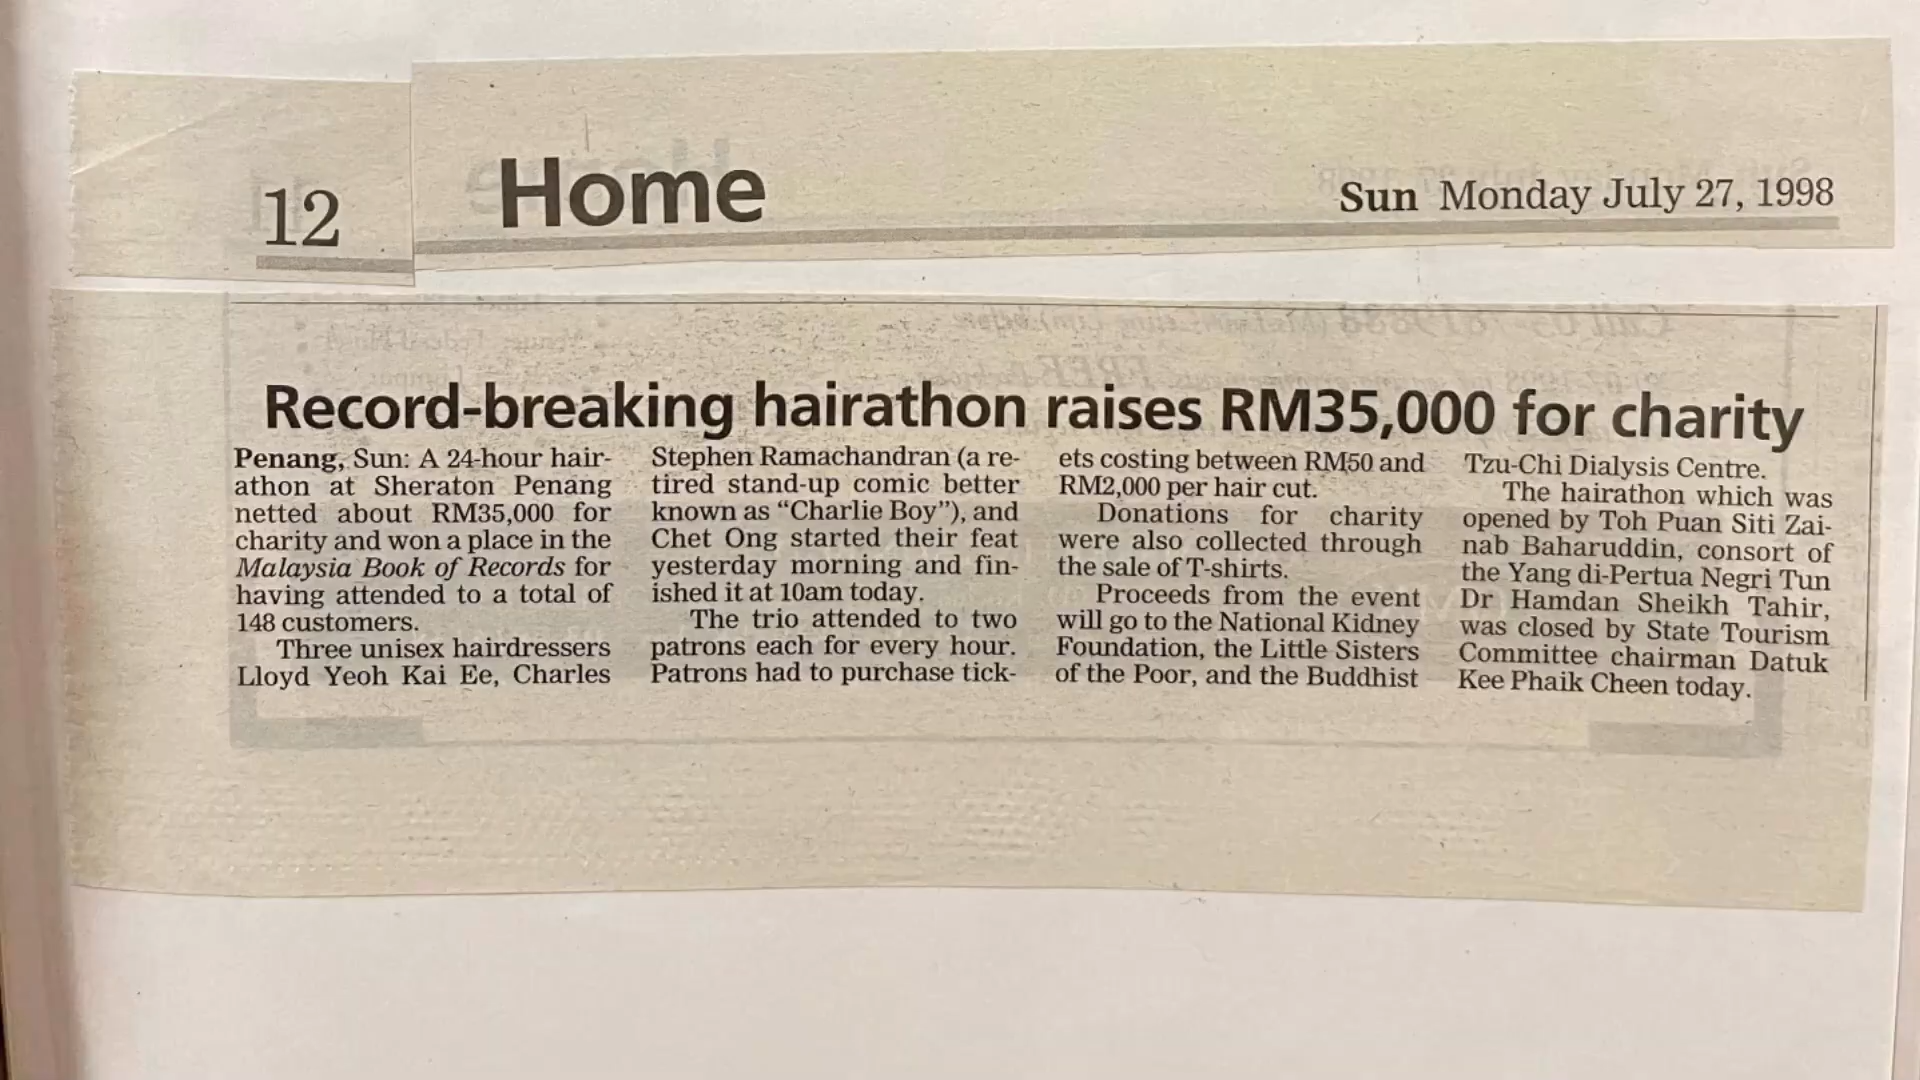 12
Home
Sun Monday July 27, 1998
Record-breaking hairathon raises RM35,000 for charity
Penang, Sun: A 24-hour hair-
athon at Sheraton Penang
netted about RM35,000 for
charity and won a place in the
Malaysia Book of Records for
having attended to a total of
148 customers.
Three unisex hairdressers
Lloyd Yeoh Kai Ee, Charles
Stephen Ramachandran (a re-
tired stand-up comic better
known as “Charlie Boy”), and
Chet Ong started their feat
yesterday morning and fin-
ished it at 10am today.
The trio attended to two
patrons each for every hour.
Patrons had to purchase tick-
ets costing between RM50 and
RM2,000 per hair cut.
Donations for charity
were also collected through
the sale of T-shirts.
Proceeds from the event
will go to the National Kidney
Foundation, the Little Sisters
of the Poor, and the Buddhist
Tzu-Chi Dialysis Centre.
The hairathon which was
opened by Toh Puan Siti Zai-
nab Baharuddin, consort of
the Yang di-Pertua Negri Tun
Dr Hamdan Sheikh Tahir,
was closed by State Tourism
Committee chairman Datuk
Kee Phaik Cheen today.